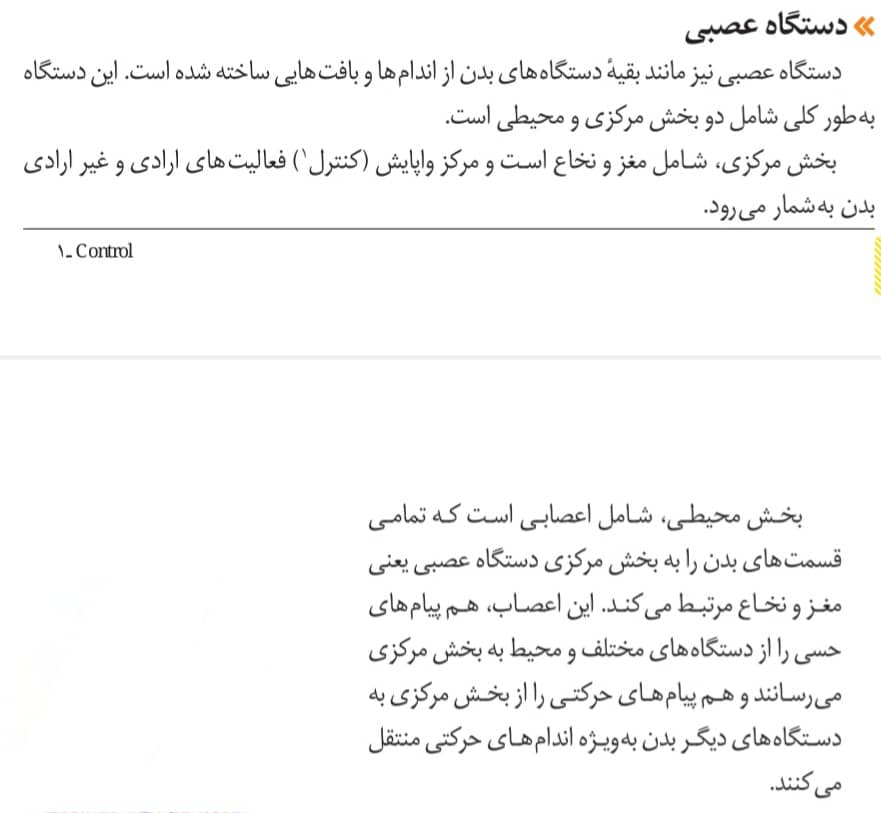 » دستگاه عصبی
دستگاه عصبی نیز مانند بقیهٔ دستگاه‌های بدن از اندام‌ها و بافت‌هایی ساخته شده است. این دستگاه
به‌طور کلی شامل دو بخش مرکزی و محیطی است.
بخش مرکزی، شامل مغز و نخاع است و مرکز واپایش (کنترل۱) فعالیت‌های ارادی و غیر ارادی
بدن به‌شمار می‌رود.
۱ـ Control
بخش محیطی، شامل اعصابی است که تمامی
قسمت‌های بدن را به بخش مرکزی دستگاه عصبی یعنی
مغز و نخاع مرتبط می‌کند. این اعصاب، هم پیام‌های
حسی را از دستگاه‌های مختلف و محیط به بخش مرکزی
می‌رسانند و هم پیام‌های حرکتی را از بخش مرکزی به
دستگاه‌های دیگر بدن به‌ویژه اندام‌های حرکتی منتقل
می‌کنند.